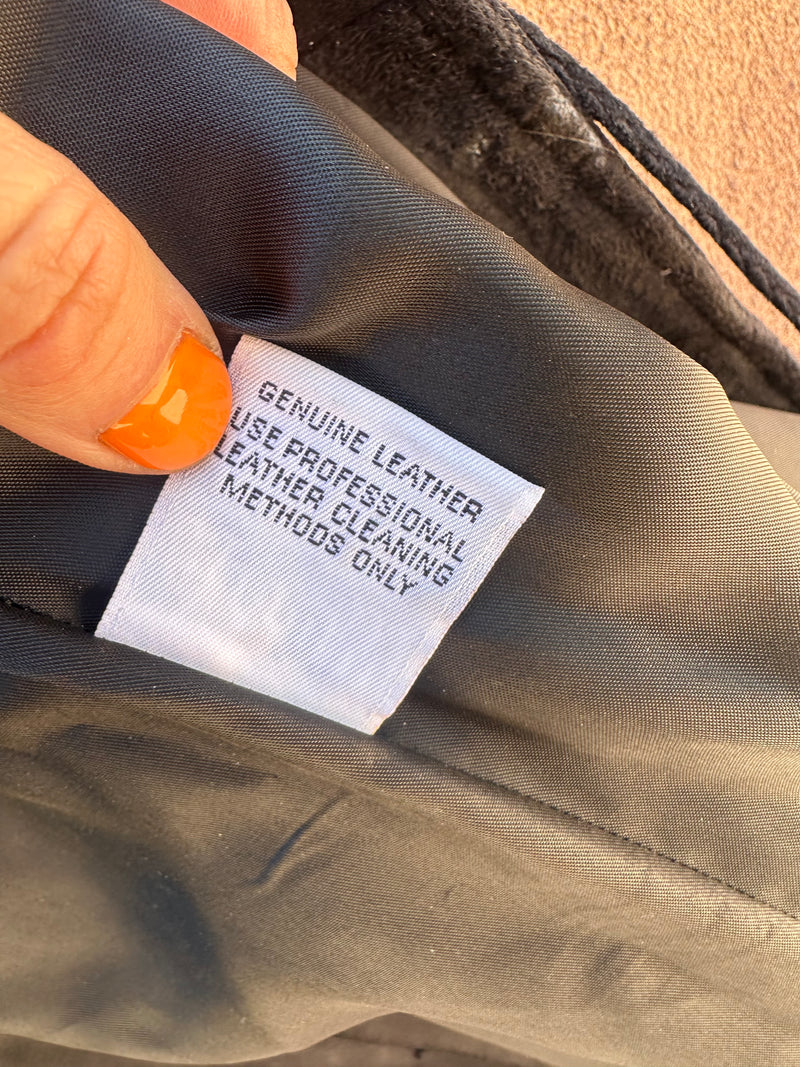 GENUINE LEATHER
USE PROFESSIONAL
LEATHER CLEANING
METHODS ONLY